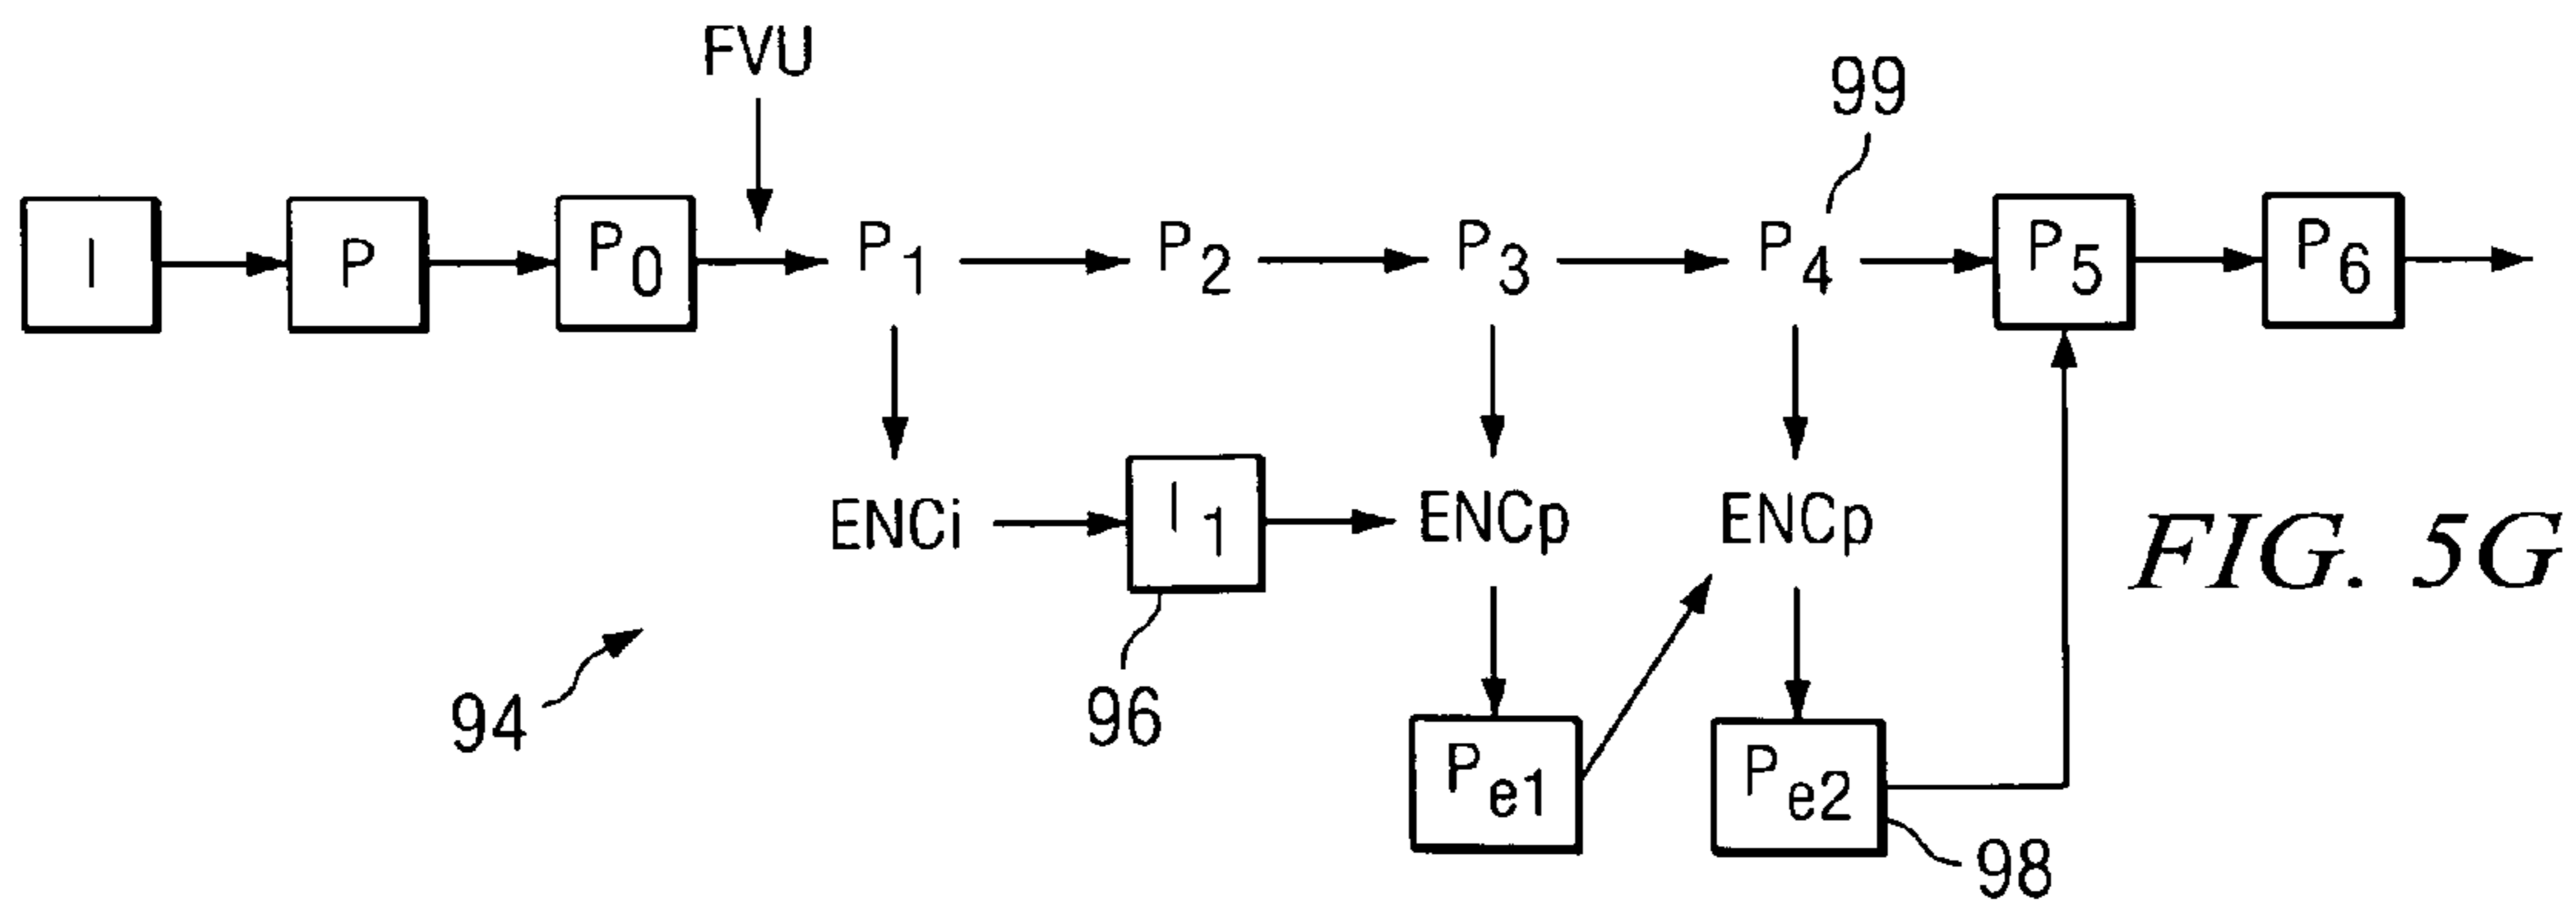 FVU
99
I P P0 P1 P2 P3 P4 P5 P6
ENCi I1 ENCp ENCp
FIG. 5G
94
96
Pe1 Pe2
98